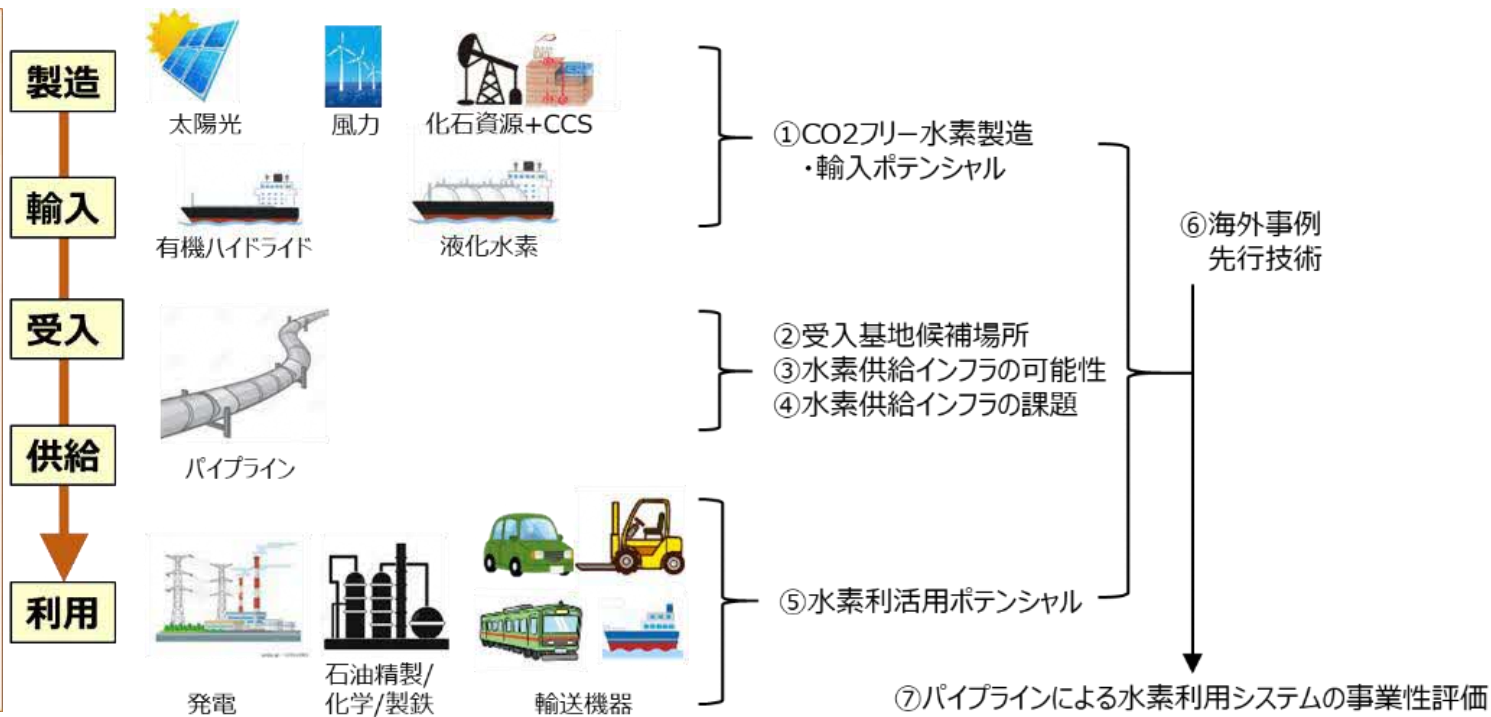 製造
太陽光
風力
化石資源+CCS
輸入
有機ハイドライド
液化水素
①CO2フリー水素製造
・輸入ポテンシャル
受入
供給
パイプライン
②受入基地候補場所
③水素供給インフラの可能性
④水素供給インフラの課題
利用
発電
石油精製/
化学/製鉄
輸送機器
⑤水素利活用ポテンシャル
⑥海外事例
先行技術
⑦パイプラインによる水素利用システムの事業性評価